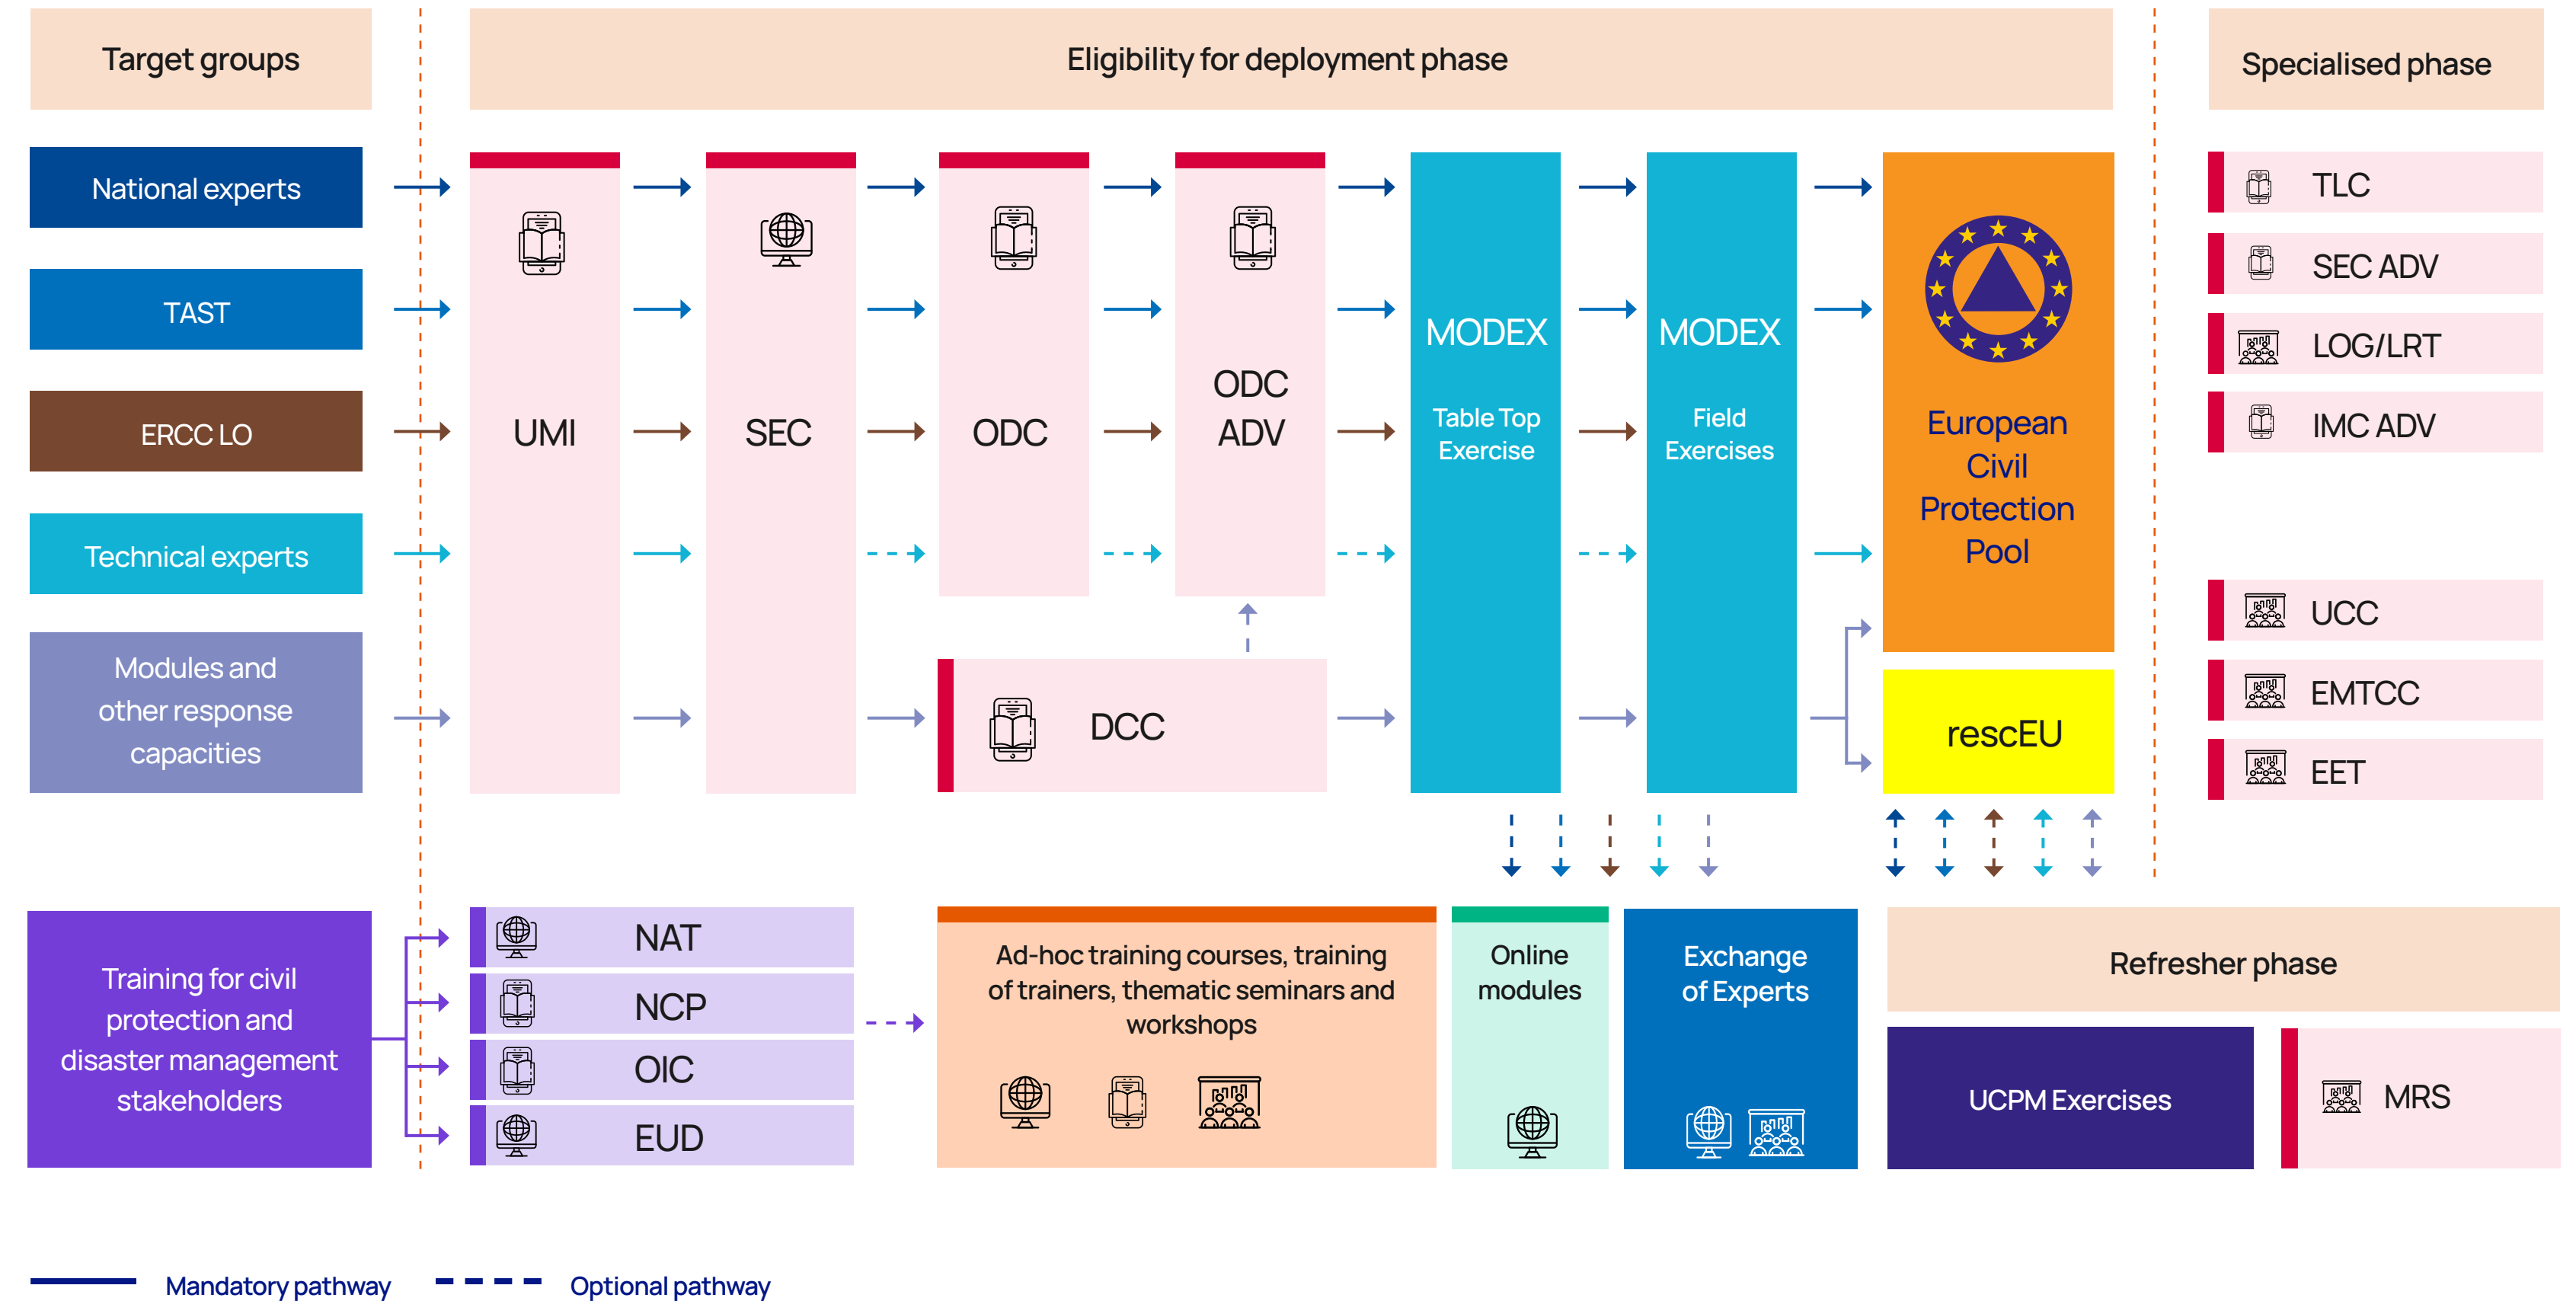 Target groups
Eligibility for deployment phase
Specialised phase
National experts
TAST
ERCC LO
Technical experts
Modules and
other response
capacities
UMI
SEC
ODC
ODC
ADV
DCC
MODEX
Table Top
Exercise
MODEX
Field
Exercises
European
Civil
Protection
Pool
rescEU
TLC
SEC ADV
LOG/LRT
IMC ADV
UCC
EMTCC
EET
Training for civil
protection and
disaster management
stakeholders
NAT
NCP
OIC
EUD
Ad-hoc training courses, training
of trainers, thematic seminars and
workshops
Online
modules
Exchange
of Experts
Refresher phase
UCPM Exercises
MRS
Mandatory pathway
Optional pathway